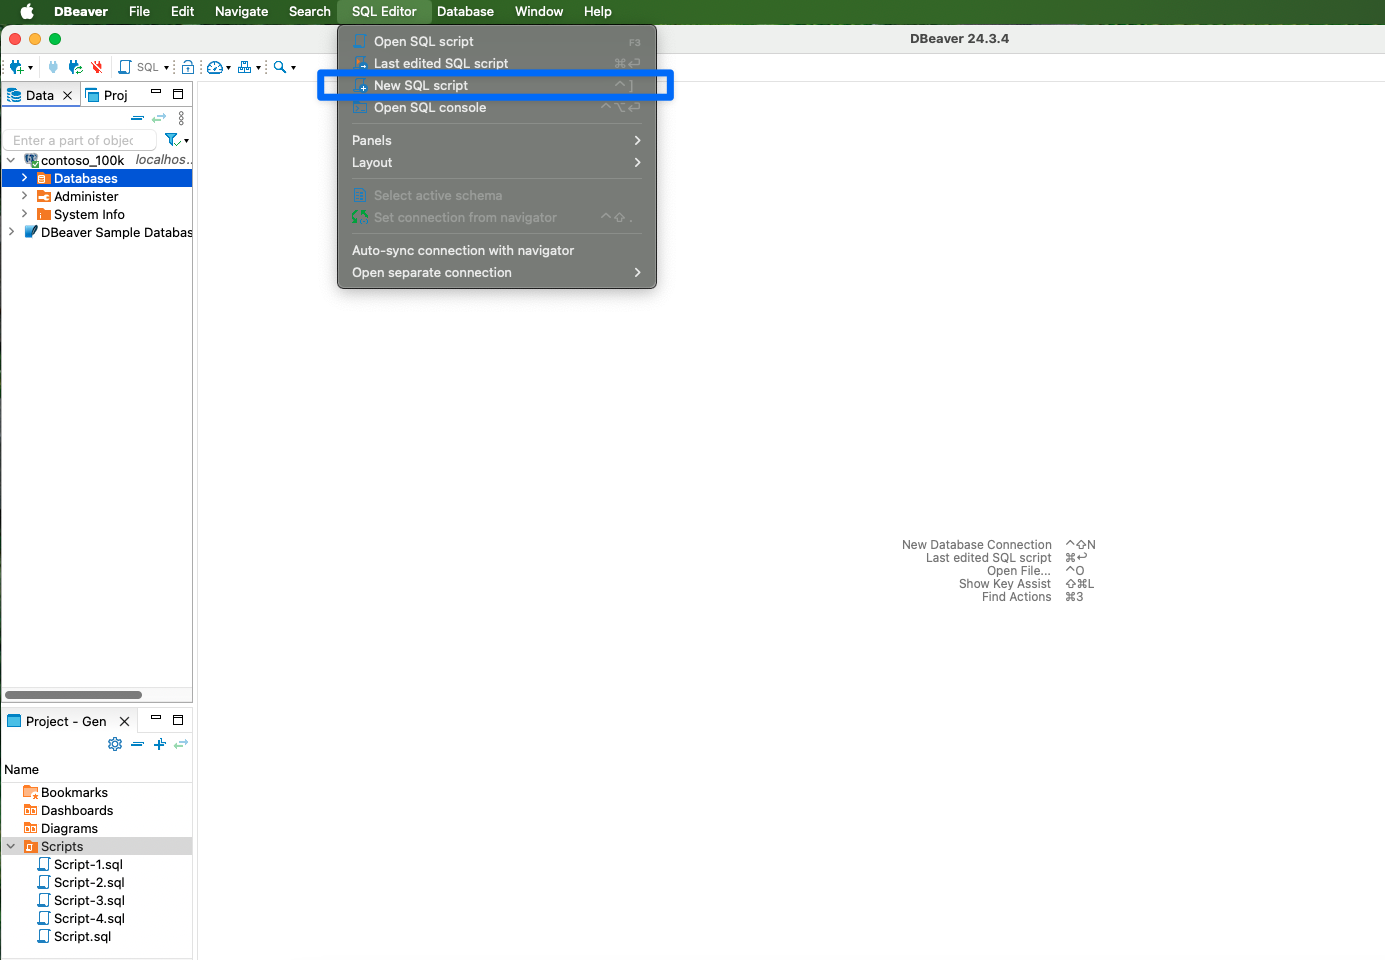 DBeaver File Edit Navigate Search SQL Editor Database Window Help
DBeaver 24.3.4
SQL
Data
Proj
Enter a part of objec
contoso_100k localhos...
Databases
Administer
System Info
DBeaver Sample Databas
Open SQL script F3
Last edited SQL script ⌘↩
New SQL script ^]
Open SQL console ^⌥↩
Panels
Layout
Select active schema
Set connection from navigator ^⇧.
Auto-sync connection with navigator
Open separate connection
New Database Connection ^⇧N
Last edited SQL script ⌘↩
Open File... ^O
Show Key Assist ⇧⌘L
Find Actions ⌘3
Project - Gen
Name
Bookmarks
Dashboards
Diagrams
Scripts
Script-1.sql
Script-2.sql
Script-3.sql
Script-4.sql
Script.sql